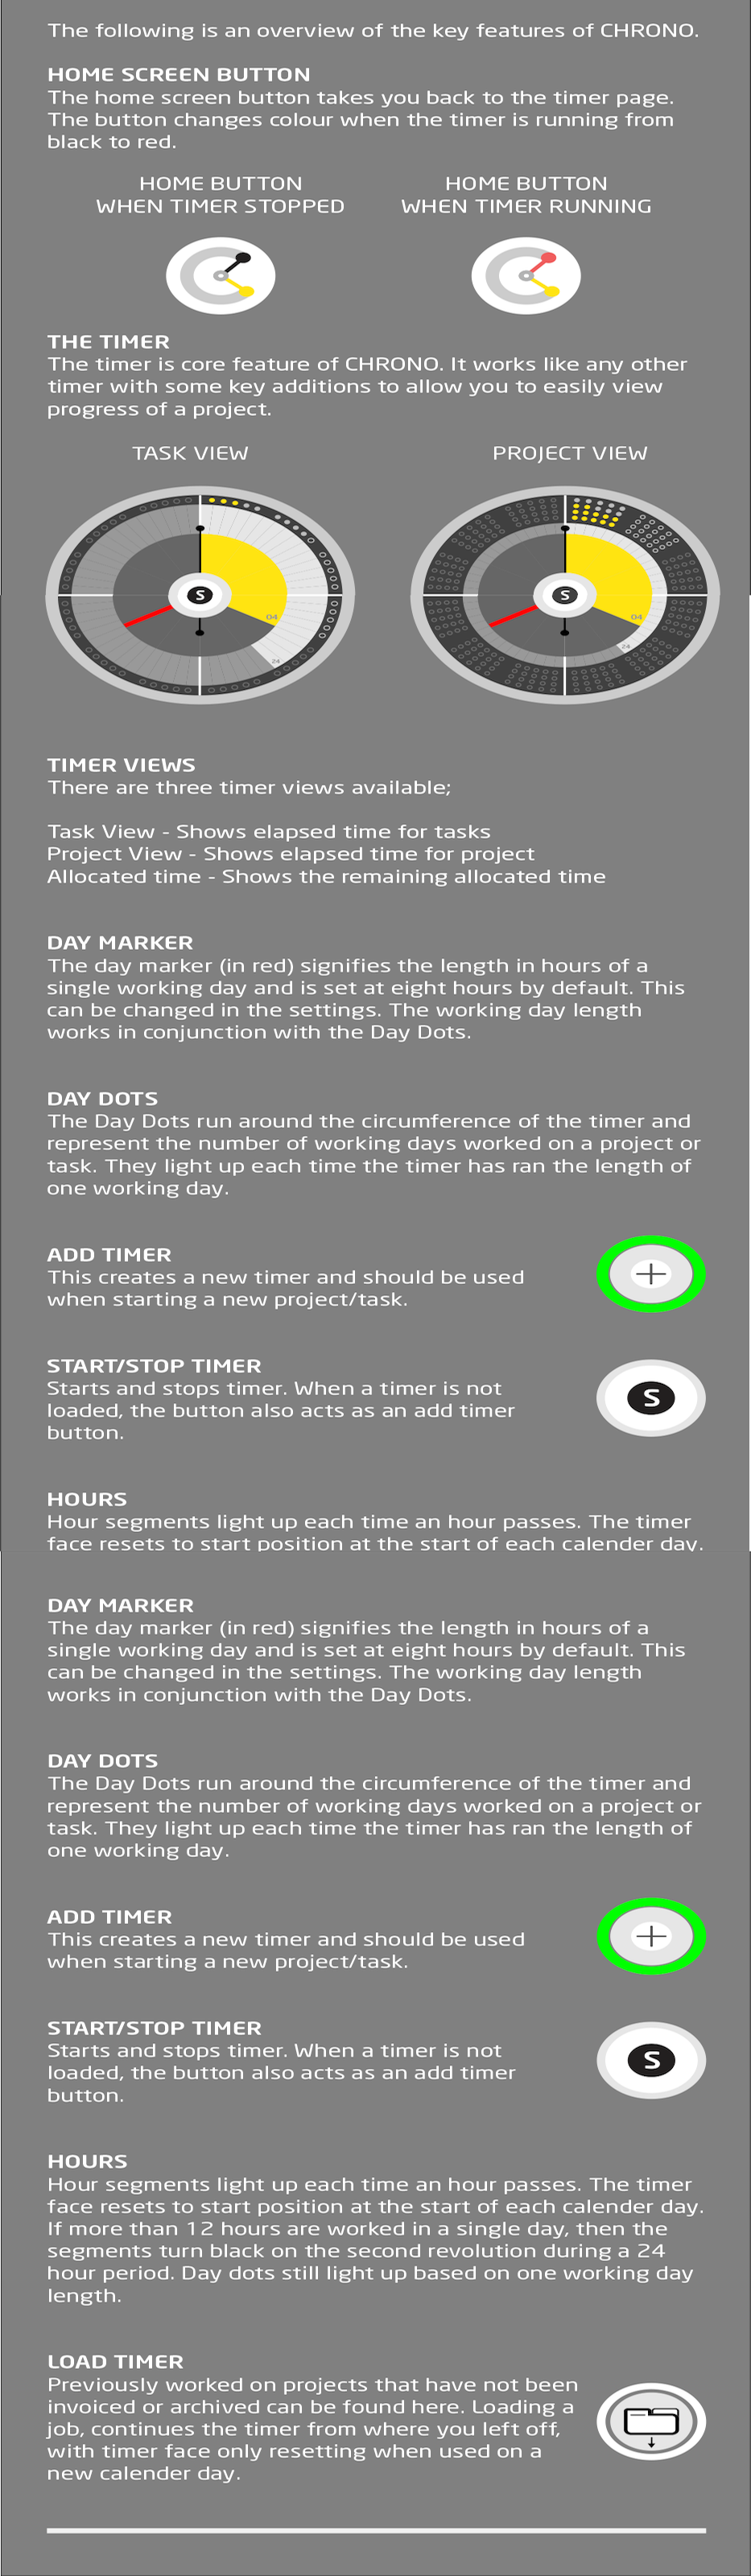 The following is an overview of the key features of CHRONO.
HOME SCREEN BUTTON
The home screen button takes you back to the timer page.
The button changes colour when the timer is running from
black to red.
HOME BUTTON
WHEN TIMER STOPPED
HOME BUTTON
WHEN TIMER RUNNING
THE TIMER
The timer is core feature of CHRONO. It works like any other
timer with some key additions to allow you to easily view
progress of a project.
TASK VIEW
PROJECT VIEW
S
04
24
S
04
24
TIMER VIEWS
There are three timer views available;
Task View - Shows elapsed time for tasks
Project View - Shows elapsed time for project
Allocated time - Shows the remaining allocated time
DAY MARKER
The day marker (in red) signifies the length in hours of a
single working day and is set at eight hours by default. This
can be changed in the settings. The working day length
works in conjunction with the Day Dots.
DAY DOTS
The Day Dots run around the circumference of the timer and
represent the number of working days worked on a project or
task. They light up each time the timer has ran the length of
one working day.
ADD TIMER
This creates a new timer and should be used
when starting a new project/task.
START/STOP TIMER
Starts and stops timer. When a timer is not
loaded, the button also acts as an add timer
button.
S
HOURS
Hour segments light up each time an hour passes. The timer
face resets to start position at the start of each calender day.
DAY MARKER
The day marker (in red) signifies the length in hours of a
single working day and is set at eight hours by default. This
can be changed in the settings. The working day length
works in conjunction with the Day Dots.
DAY DOTS
The Day Dots run around the circumference of the timer and
represent the number of working days worked on a project or
task. They light up each time the timer has ran the length of
one working day.
ADD TIMER
This creates a new timer and should be used
when starting a new project/task.
START/STOP TIMER
Starts and stops timer. When a timer is not
loaded, the button also acts as an add timer
button.
S
HOURS
Hour segments light up each time an hour passes. The timer
face resets to start position at the start of each calender day.
If more than 12 hours are worked in a single day, then the
segments turn black on the second revolution during a 24
hour period. Day dots still light up based on one working day
length.
LOAD TIMER
Previously worked on projects that have not been
invoiced or archived can be found here. Loading a
job, continues the timer from where you left off,
with timer face only resetting when used on a
new calender day.